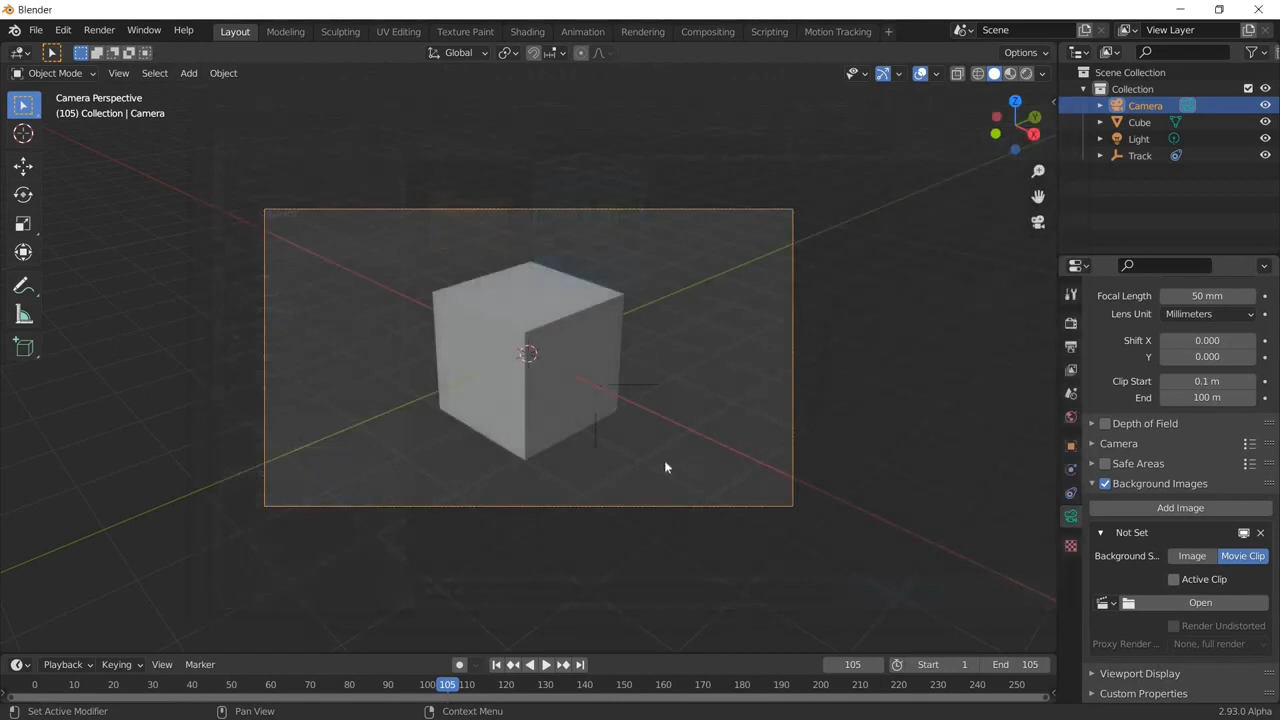 Blender
File Edit Render Window Help Layout Modeling Sculpting UV Editing Texture Paint Shading Animation Rendering Compositing Scripting Motion Tracking + Scene View Layer
Global Options
Object Mode View Select Add Object
Camera Perspective
(105) Collection | Camera
Z
Y
X
Scene Collection
Collection
Camera
Cube
Light
Track
Focal Length 50 mm
Lens Unit Millimeters
Shift X 0.000
Y 0.000
Clip Start 0.1 m
End 100 m
Depth of Field
Camera
Safe Areas
Background Images
Add Image
Not Set
Background S... Image Movie Clip
Active Clip
Open
Render Undistorted
Proxy Render ... None, full render
Viewport Display
Custom Properties
Playback Keying View Marker 105 Start 1 End 105
0 10 20 30 40 50 60 70 80 90 100 105 110 120 130 140 150 160 170 180 190 200 210 220 230 240 250
Set Active Modifier Pan View Context Menu 2.93.0 Alpha